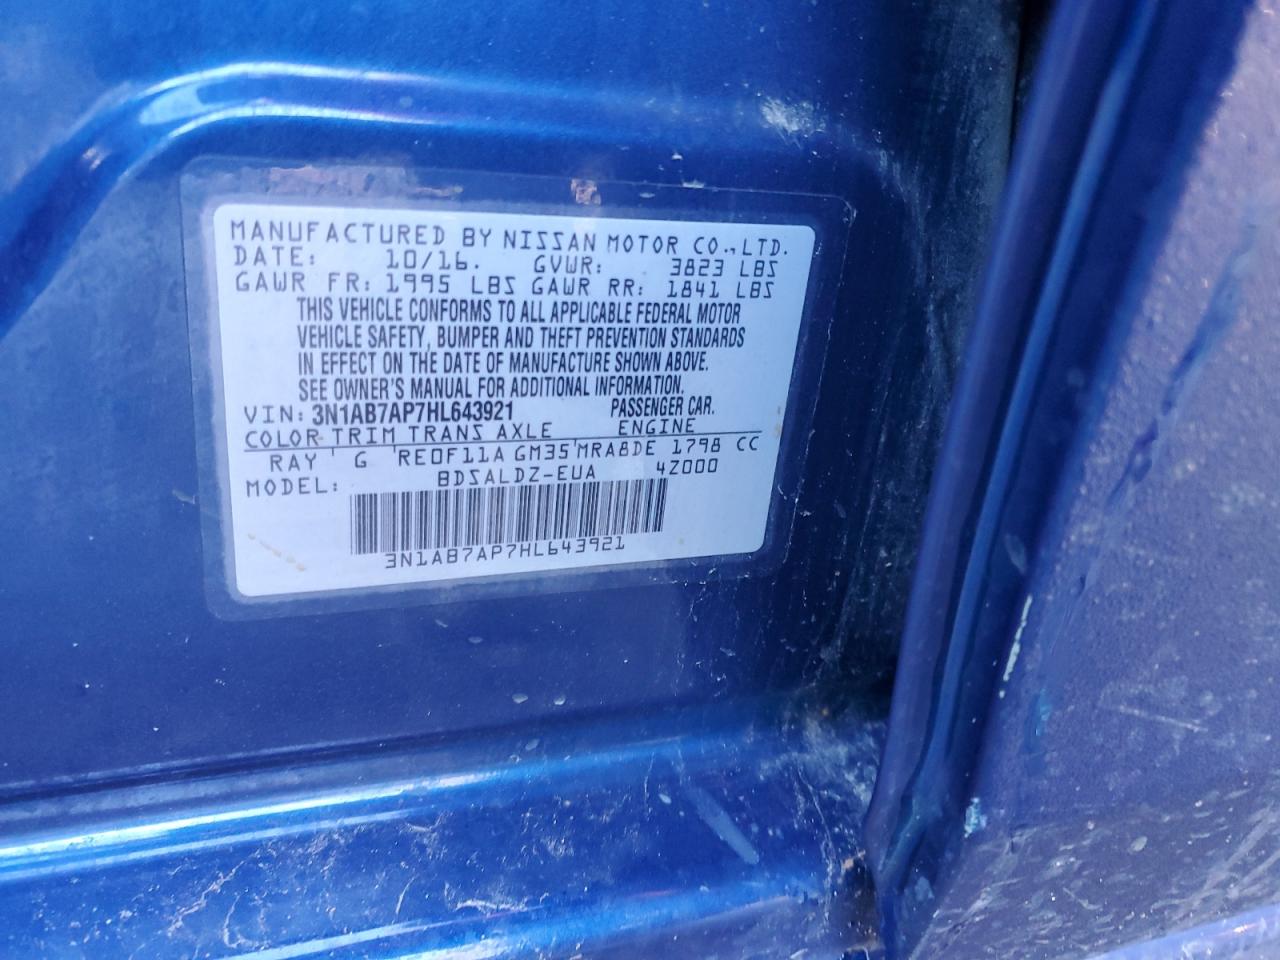 MANUFACTURED BY NISSAN MOTOR CO.,LTD.
DATE: 10/16. GVWR: 3823 LBS
GAWR FR: 1995 LBS GAWR RR: 1841 LBS
THIS VEHICLE CONFORMS TO ALL APPLICABLE FEDERAL MOTOR
VEHICLE SAFETY, BUMPER AND THEFT PREVENTION STANDARDS
IN EFFECT ON THE DATE OF MANUFACTURE SHOWN ABOVE.
SEE OWNER'S MANUAL FOR ADDITIONAL INFORMATION.
VIN: 3N1AB7AP7HL643921 PASSENGER CAR.
COLOR TRIM TRANS AXLE ENGINE
RAY ' G RE0F11A GM35'MRA8DE 1798 CC
MODEL: BDSALDZ-EUA 4Z000
3N1AB7AP7HL643921